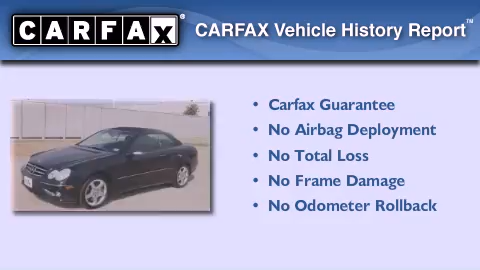 CARFAX® CARFAX Vehicle History Report™
• Carfax Guarantee
• No Airbag Deployment
• No Total Loss
• No Frame Damage
• No Odometer Rollback